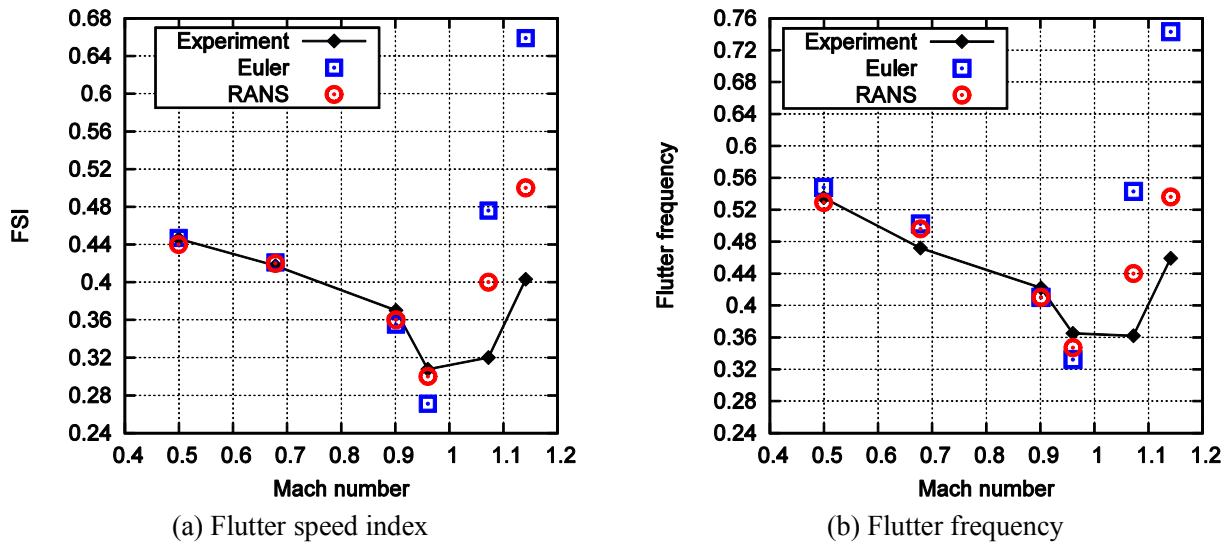 0.68
0.64
0.6
0.56
0.52
0.48
0.44
0.4
0.36
0.32
0.28
0.24
FSI
Experiment
Euler
RANS
0.4 0.5 0.6 0.7 0.8 0.9 1 1.1 1.2
Mach number
(a) Flutter speed index
0.76
0.72
0.68
0.64
0.6
0.56
0.52
0.48
0.44
0.4
0.36
0.32
0.28
0.24
Flutter frequency
Experiment
Euler
RANS
0.4 0.5 0.6 0.7 0.8 0.9 1 1.1 1.2
Mach number
(b) Flutter frequency